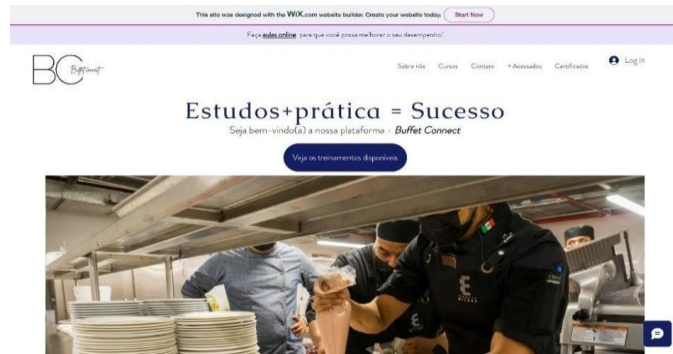 This site was designed with the WiX.com website builder. Create your website today. Start Now
Faça aulas online para que você possa melhorar o seu desempenho!
BC
Buffet Connect
Sobre nós Cursos Contato + Acessados Certificados Log In
Estudos+prática = Sucesso
Seja bem-vindo(a) a nossa plataforma - Buffet Connect
Veja os treinamentos disponíveis